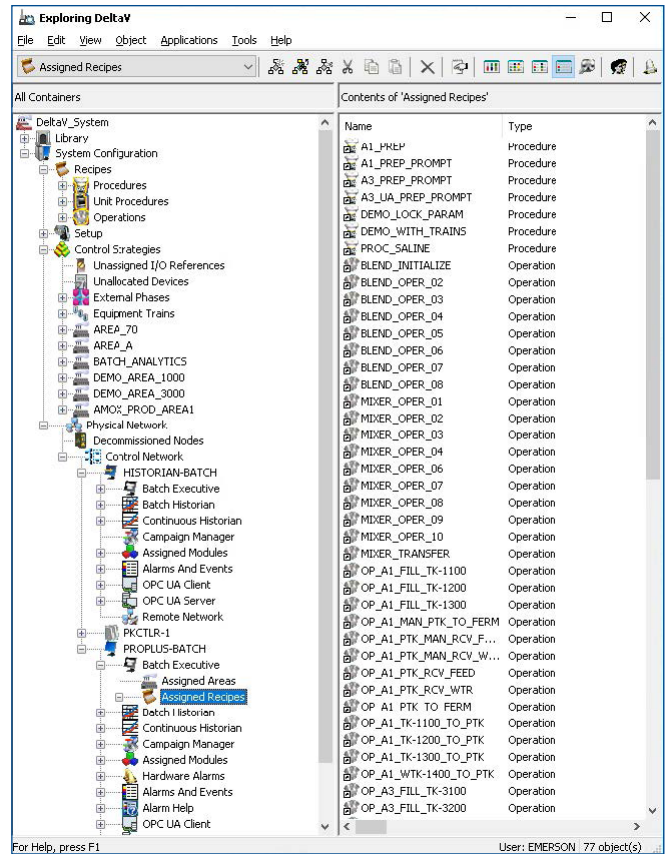 Exploring DeltaV
File Edit View Object Applications Tools Help
Assigned Recipes
All Containers
DeltaV_System
Library
System Configuration
Recipes
Procedures
Unit Procedures
Operations
Setup
Control Strategies
Unassigned I/O References
Unallocated Devices
External Phases
Equipment Trains
AREA_70
AREA_A
BATCH_ANALYTICS
DEMO_AREA_1000
DEMO_AREA_3000
AMOX_PROD_AREA1
Physical Network
Decommissioned Nodes
Control Network
HISTORIAN-BATCH
Batch Executive
Batch Historian
Continuous Historian
Campaign Manager
Assigned Modules
Alarms And Events
OPC UA Client
OPC UA Server
Remote Network
PKCTLR-1
PROPLUS-BATCH
Batch Executive
Assigned Areas
Assigned Recipes
Batch Historian
Continuous Historian
Campaign Manager
Assigned Modules
Hardware Alarms
Alarms And Events
Alarm Help
OPC UA Client
Contents of 'Assigned Recipes'
Name Type
A1_PREP Procedure
A1_PREP_PROMPT Procedure
A3_PREP_PROMPT Procedure
A3_UA_PREP_PROMPT Procedure
DEMO_LOCK_PARAM Procedure
DEMO_WITH_TRAINS Procedure
PROC_SALINE Procedure
BLEND_INITIALIZE Operation
BLEND_OPER_02 Operation
BLEND_OPER_03 Operation
BLEND_OPER_04 Operation
BLEND_OPER_05 Operation
BLEND_OPER_06 Operation
BLEND_OPER_07 Operation
BLEND_OPER_08 Operation
MIXER_OPER_01 Operation
MIXER_OPER_02 Operation
MIXER_OPER_03 Operation
MIXER_OPER_04 Operation
MIXER_OPER_06 Operation
MIXER_OPER_07 Operation
MIXER_OPER_08 Operation
MIXER_OPER_09 Operation
MIXER_OPER_10 Operation
MIXER_TRANSFER Operation
OP_A1_FILL_TK-1100 Operation
OP_A1_FILL_TK-1200 Operation
OP_A1_FILL_TK-1300 Operation
OP_A1_MAN_PTK_TO_FERM Operation
OP_A1_PTK_MAN_RCV_F... Operation
OP_A1_PTK_MAN_RCV_W... Operation
OP_A1_PTK_RCV_FEED Operation
OP_A1_PTK_RCV_WTR Operation
OP_A1_PTK_TO_FERM Operation
OP_A1_TK-1100_TO_PTK Operation
OP_A1_TK-1200_TO_PTK Operation
OP_A1_TK-1300_TO_PTK Operation
OP_A1_WTK-1400_TO_PTK Operation
OP_A3_FILL_TK-3100 Operation
OP_A3_FILL_TK-3200 Operation
For Help, press F1
User: EMERSON 77 object(s)